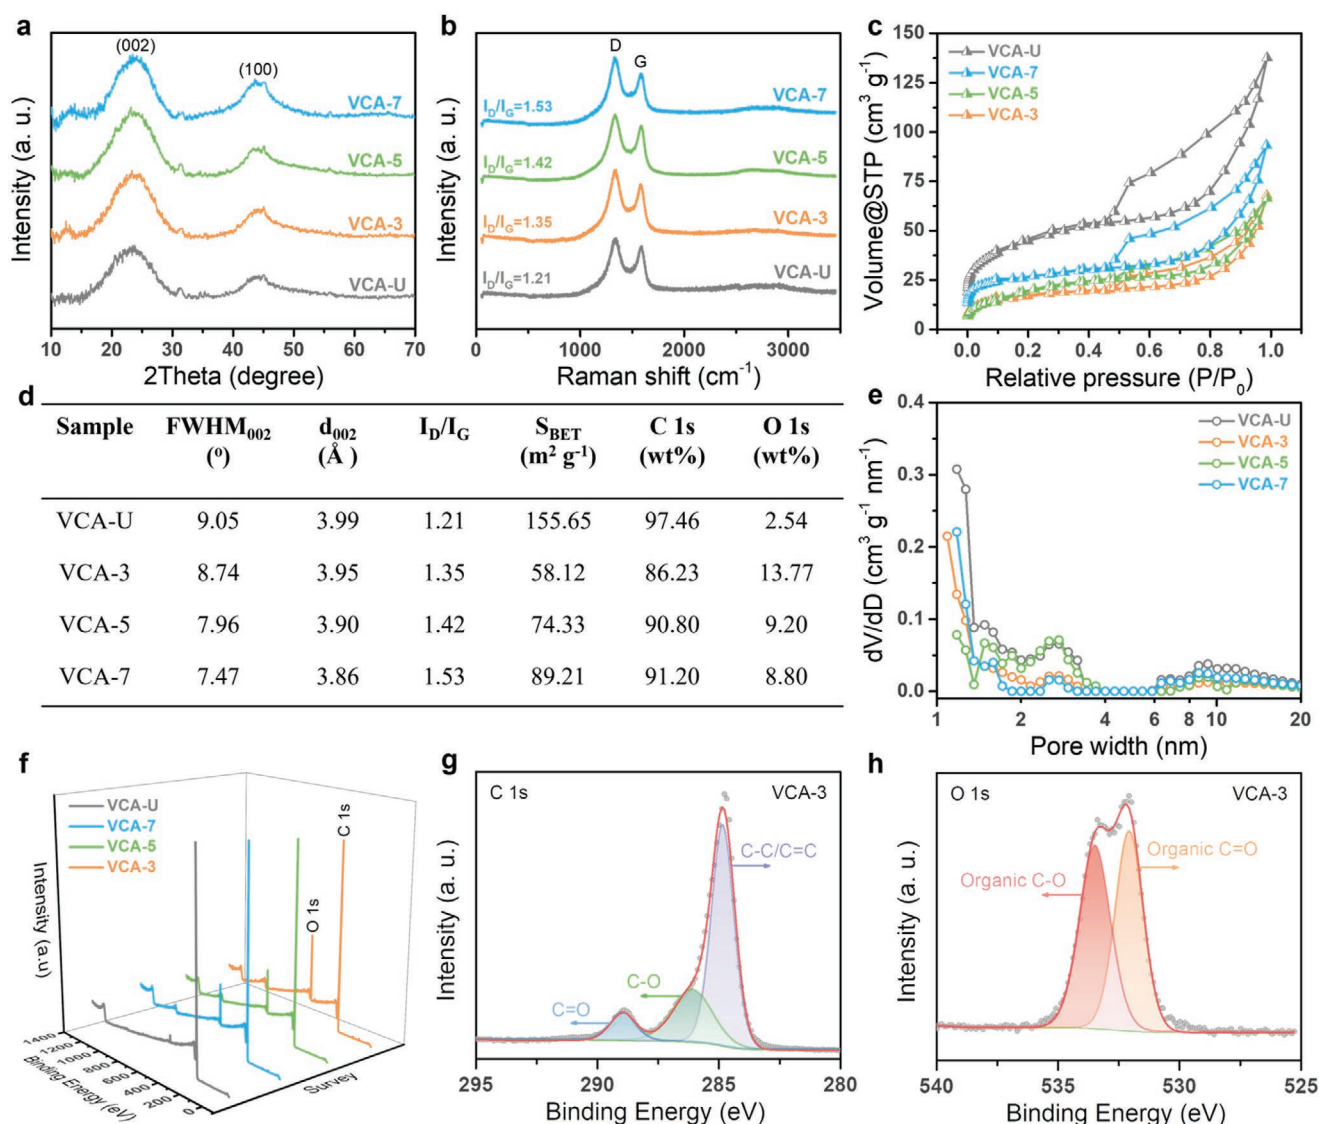 a
Intensity (a. u.)
(002)
(100)
VCA-7
VCA-5
VCA-3
VCA-U
10 20 30 40 50 60 70
2Theta (degree)
b
Intensity (a. u.)
D
G
I_D/I_G=1.53
VCA-7
I_D/I_G=1.42
VCA-5
I_D/I_G=1.35
VCA-3
I_D/I_G=1.21
VCA-U
0 1000 2000 3000
Raman shift (cm⁻¹)
c
Volume@STP (cm³ g⁻¹)
VCA-U
VCA-7
VCA-5
VCA-3
150
125
100
75
50
25
0
0.0 0.2 0.4 0.6 0.8 1.0
Relative pressure (P/P₀)
d
Sample FWHM₀₀₂ d₀₀₂ I_D/I_G S_BET C 1s O 1s
(º) (Å ) (m² g⁻¹) (wt%) (wt%)
VCA-U 9.05 3.99 1.21 155.65 97.46 2.54
VCA-3 8.74 3.95 1.35 58.12 86.23 13.77
VCA-5 7.96 3.90 1.42 74.33 90.80 9.20
VCA-7 7.47 3.86 1.53 89.21 91.20 8.80
e
dV/dD (cm³ g⁻¹ nm⁻¹)
VCA-U
VCA-3
VCA-5
VCA-7
0.4
0.3
0.2
0.1
0.0
1 2 4 6 8 10 20
Pore width (nm)
f
VCA-U
VCA-7
VCA-5
VCA-3
C 1s
O 1s
Intensity (a.u)
1400 1200 1000 800 600 400 200 0
Binding Energy (eV)
Survey
g
Intensity (a. u.)
C 1s
VCA-3
C-C/C=C
C-O
C=O
295 290 285 280
Binding Energy (eV)
h
Intensity (a. u.)
O 1s
VCA-3
Organic C=O
Organic C-O
540 535 530 525
Binding Energy (eV)